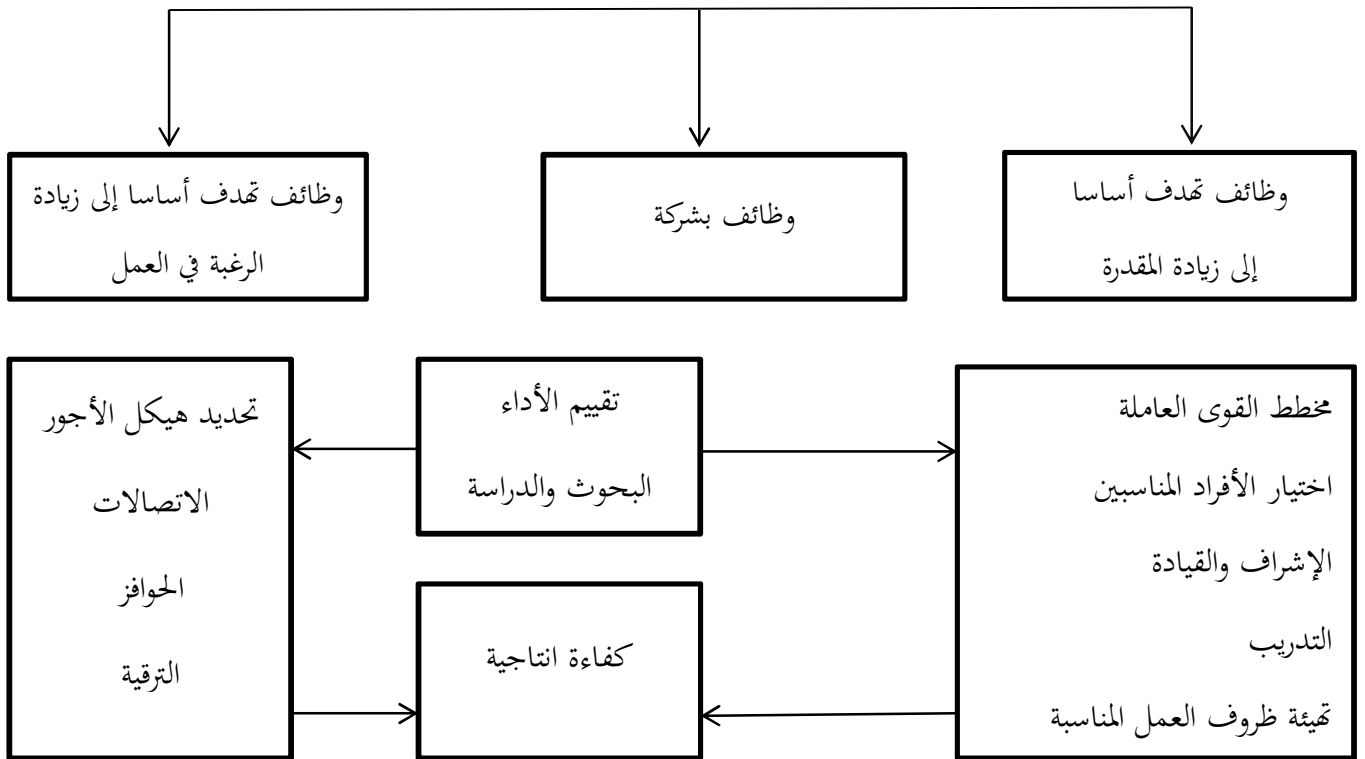 وظائف تهدف أساسا
إلى زيادة المقدرة
وظائف بشركة
وظائف تهدف أساسا إلى زيادة
الرغبة في العمل
مخطط القوى العاملة
اختيار الأفراد المناسبين
الإشراف والقيادة
التدريب
تهيئة ظروف العمل المناسبة
تقييم الأداء
البحوث والدراسة
تحديد هيكل الأجور
الاتصالات
الحوافز
الترقية
كفاءة انتاجية